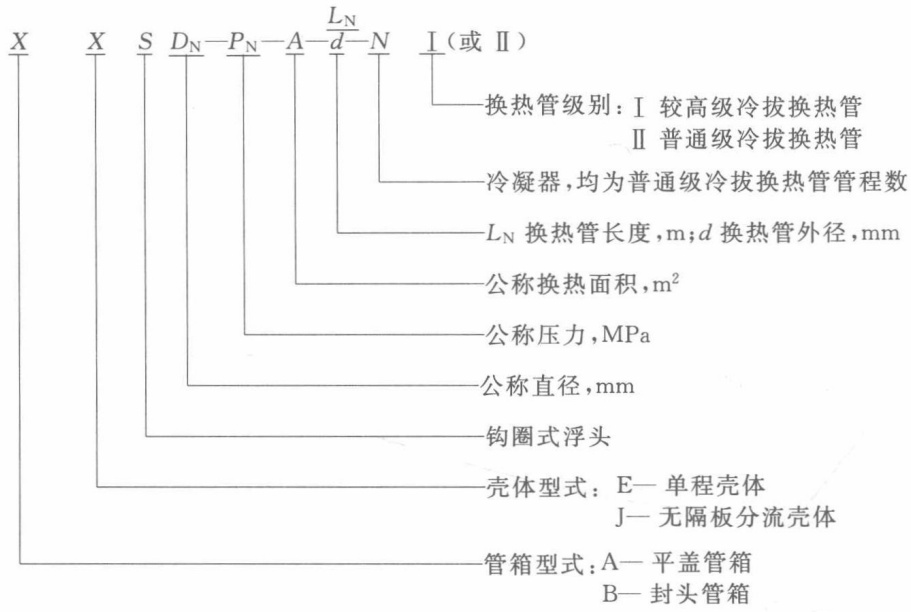 X X S D_N—P_N—A—L_N/d—N Ⅰ(或 Ⅱ)
换热管级别：Ⅰ 较高级冷拔换热管
Ⅱ 普通级冷拔换热管
冷凝器，均为普通级冷拔换热管管程数
L_N 换热管长度，m；d 换热管外径，mm
公称换热面积，m²
公称压力，MPa
公称直径，mm
钩圈式浮头
壳体型式：E— 单程壳体
J— 无隔板分流壳体
管箱型式：A— 平盖管箱
B— 封头管箱